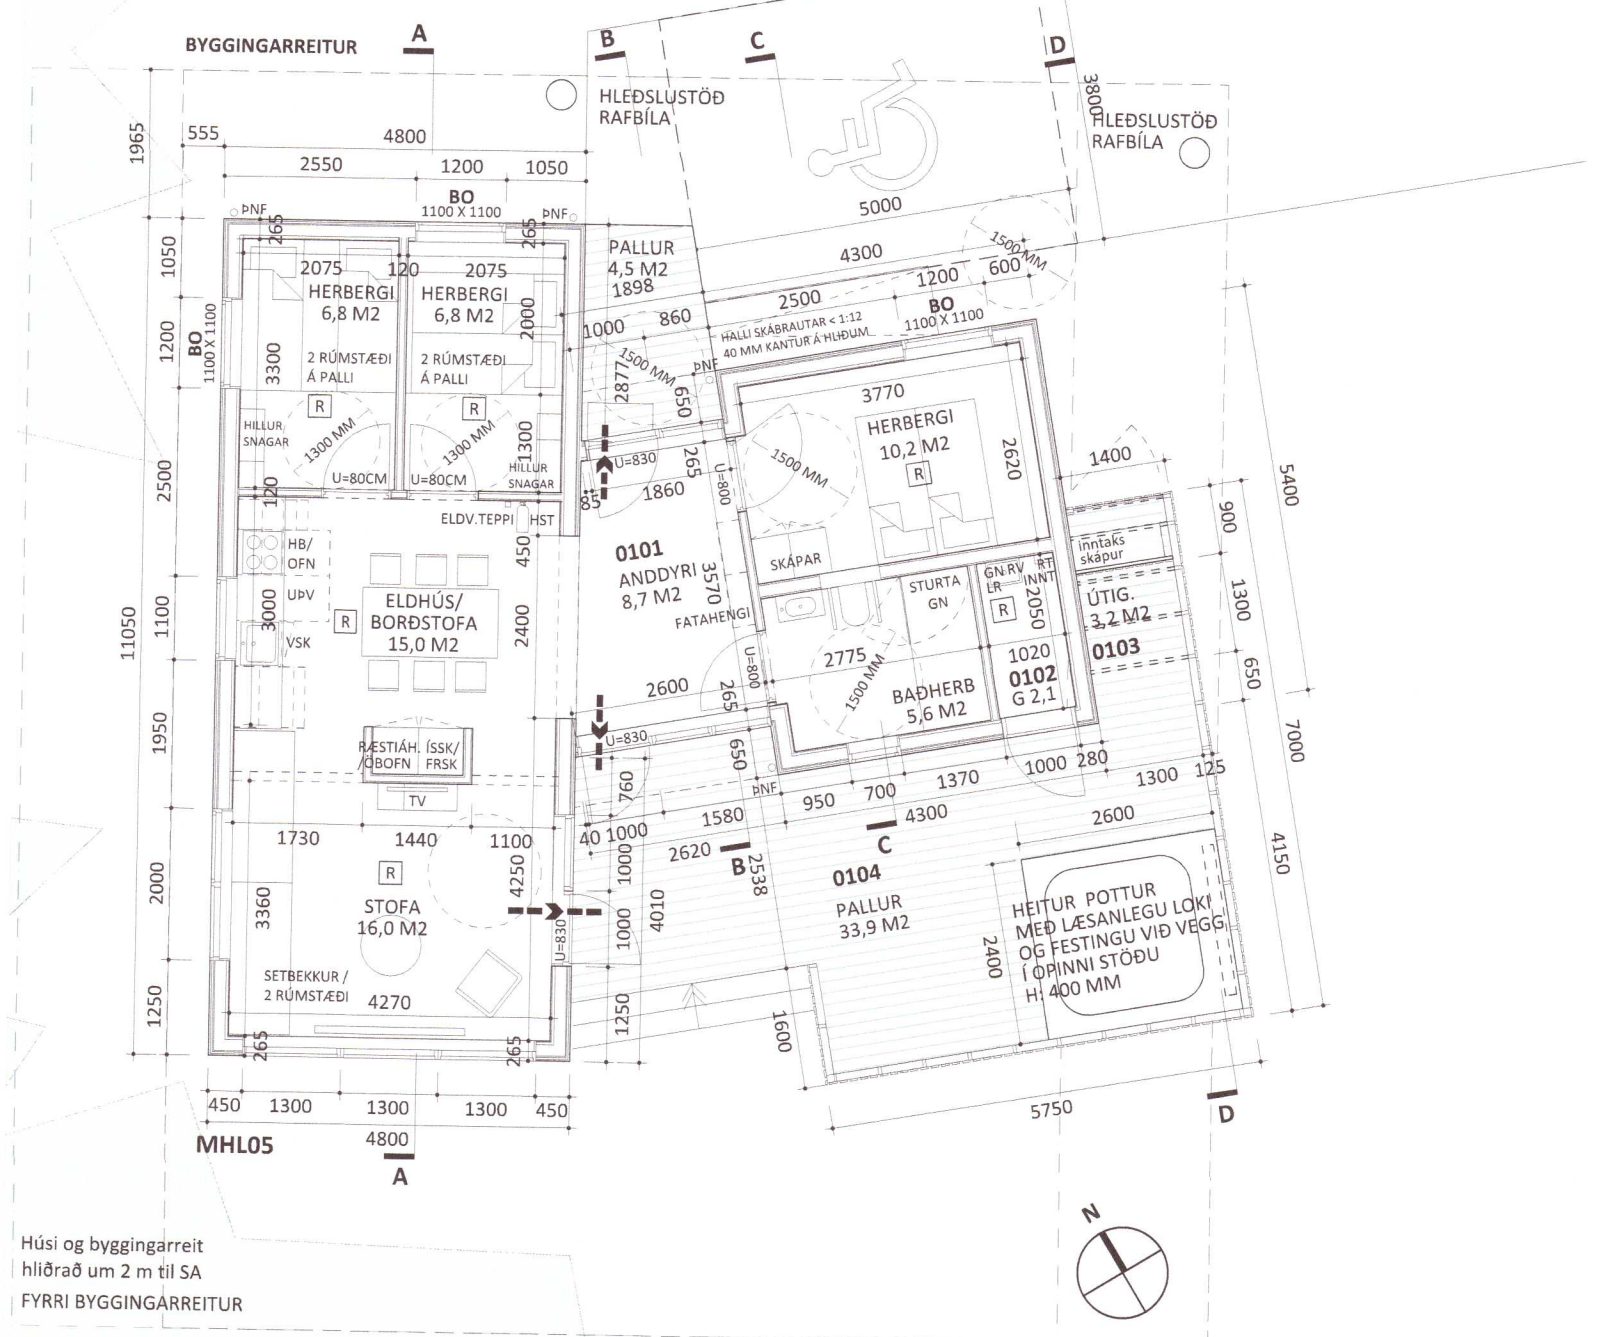 BYGGINGARREITUR
A
B
C
D
HLEÐSLUSTÖÐ
RAFBÍLA
3800
HLEÐSLUSTÖÐ
RAFBÍLA
1965
555
4800
2550
1200
1050
BO
1100 X 1100
ÞNF
ÞNF
265
265
5000
4300
1500 MM
1200
600
2500
BO
1100 X 1100
HALLI SKÁBRAUTAR < 1:12
40 MM KANTUR Á HLIÐUM
PALLUR
4,5 M2
1898
1000
860
1500 MM
2877
650
ÞNF
1050
1200
BO
1100 X 1100
2500
11050
1100
1950
2000
1250
2075
120
2075
HERBERGI
6,8 M2
HERBERGI
6,8 M2
2000
3300
2 RÚMSTÆÐI
Á PALLI
2 RÚMSTÆÐI
Á PALLI
R
R
HILLUR
SNAGAR
1300 MM
1300 MM
1300
HILLUR
SNAGAR
U=80CM
U=80CM
120
U=830
265
85
1860
U=800
3770
HERBERGI
10,2 M2
R
2620
1500 MM
SKÁPAR
1400
5400
900
inntaks
skápur
1300
ÚTIG.
3,2 M2
0103
650
7000
ELDV.TEPPI
HST
450
HB/
OFN
UÞV
VSK
3000
R
ELDHÚS/
BORÐSTOFA
15,0 M2
2400
0101
ANDDYRI
8,7 M2
3570
FATAHENGI
U=800
2600
265
U=830
STURTA
GN
GN RV
LR
RT
INNT
R
2050
1020
0102
G 2,1
2775
1500 MM
BAÐHERB
5,6 M2
RÆSTIÁH.
/ÖBOFN
ÍSSK/
FRSK
TV
1730
1440
1100
4250
R
3360
STOFA
16,0 M2
SETBEKKUR /
2 RÚMSTÆÐI
4270
265
265
U=830
760
650
ÞNF
40
1000
1580
950
700
1370
1000
280
1300
125
4300
2620
B
C
2538
1000
1000
4010
1250
0104
PALLUR
33,9 M2
2600
2400
HEITUR POTTUR
MEÐ LÆSANLEGU LOKI
OG FESTINGU VIÐ VEGG
Í OPINNI STÖÐU
H: 400 MM
4150
1600
5750
D
450
1300
1300
1300
450
4800
MHL05
A
N
Húsi og byggingarreit
hliðrað um 2 m til SA
FYRRI BYGGINGARREITUR